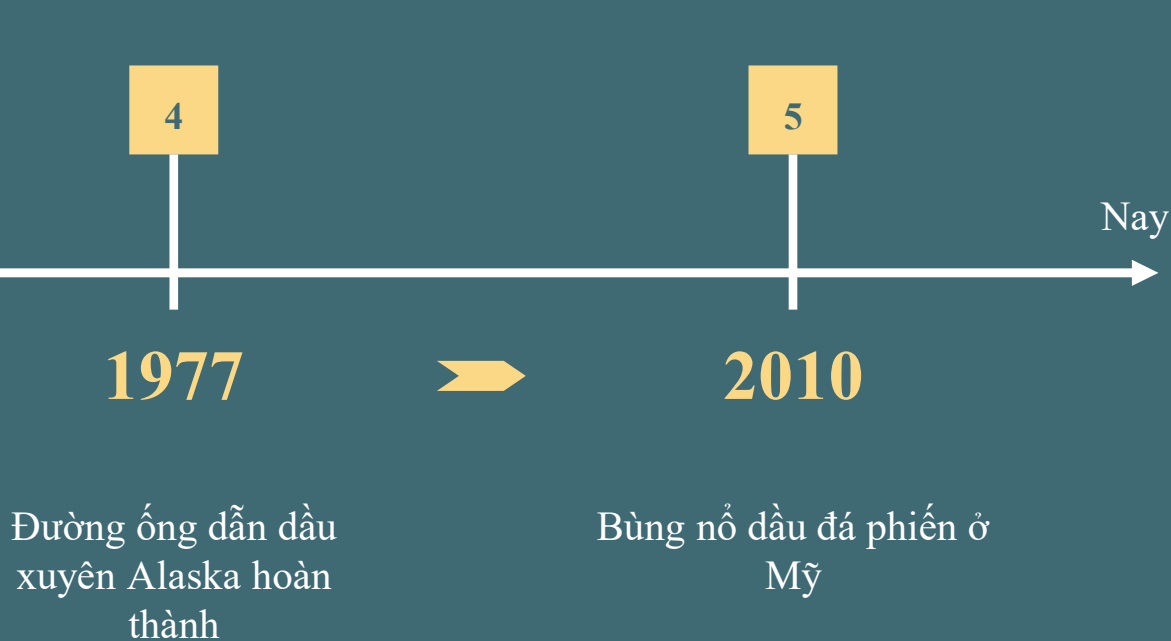 4
5
Nay
1977
2010
Đường ống dẫn dầu
xuyên Alaska hoàn
thành
Bùng nổ dầu đá phiến ở
Mỹ